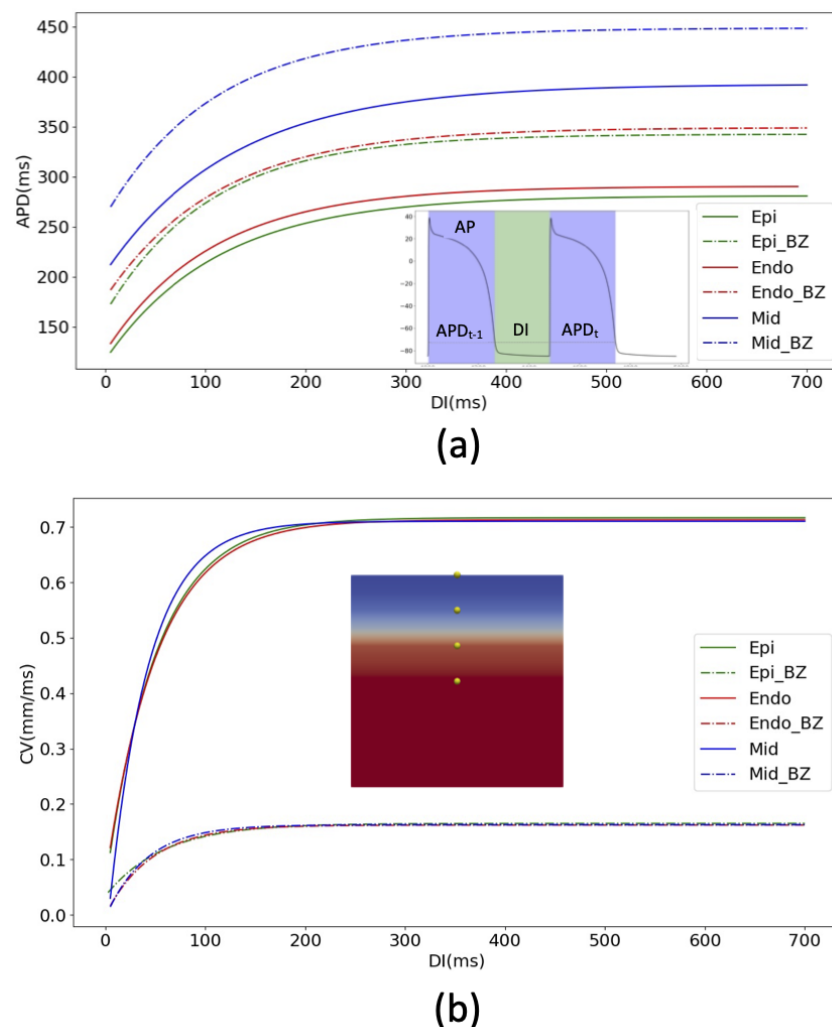 450
400
350
300
250
200
150
APD(ms)
40
20
0
-20
-40
-60
-80
AP
APDt-1
DI
APDt
Epi
Epi_BZ
Endo
Endo_BZ
Mid
Mid_BZ
0 100 200 300 400 500 600 700
DI(ms)
(a)
0.7
0.6
0.5
0.4
0.3
0.2
0.1
0.0
CV(mm/ms)
Epi
Epi_BZ
Endo
Endo_BZ
Mid
Mid_BZ
0 100 200 300 400 500 600 700
DI(ms)
(b)